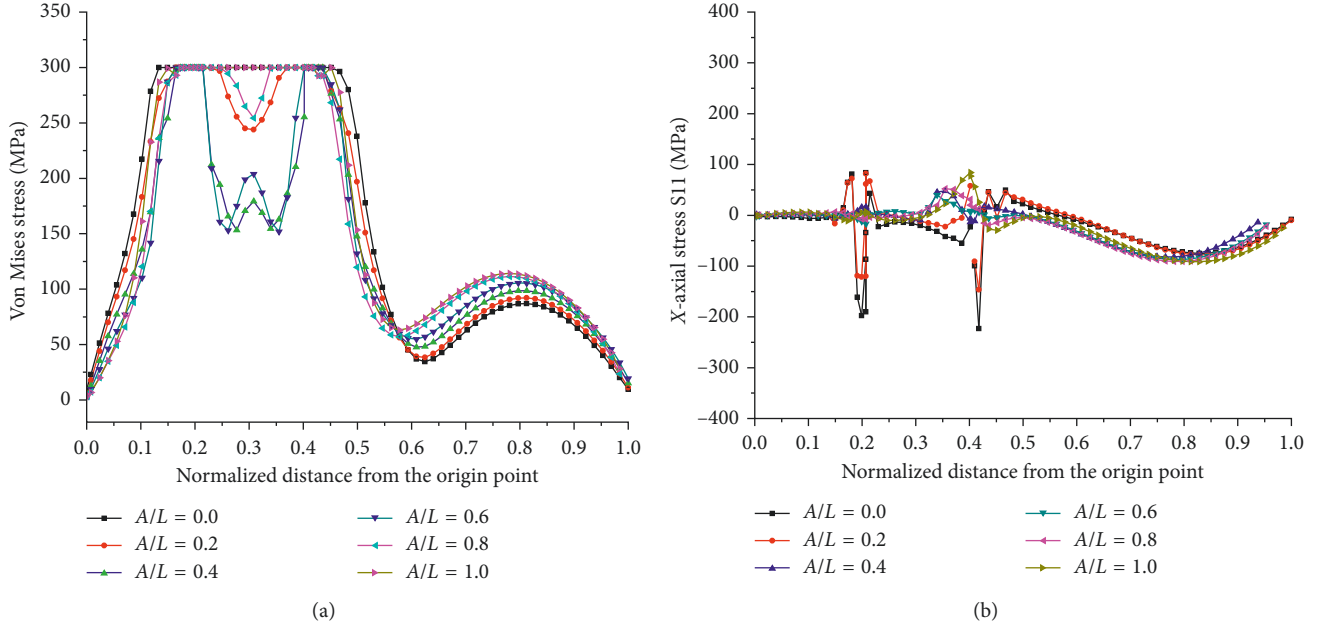 350
300
250
200
150
100
50
0
Von Mises stress (MPa)
0.0 0.1 0.2 0.3 0.4 0.5 0.6 0.7 0.8 0.9 1.0
Normalized distance from the origin point
A/L = 0.0
A/L = 0.2
A/L = 0.4
A/L = 0.6
A/L = 0.8
A/L = 1.0
(a)
400
300
200
100
0
−100
−200
−300
−400
X-axial stress S11 (MPa)
0.0 0.1 0.2 0.3 0.4 0.5 0.6 0.7 0.8 0.9 1.0
Normalized distance from the origin point
A/L = 0.0
A/L = 0.2
A/L = 0.4
A/L = 0.6
A/L = 0.8
A/L = 1.0
(b)